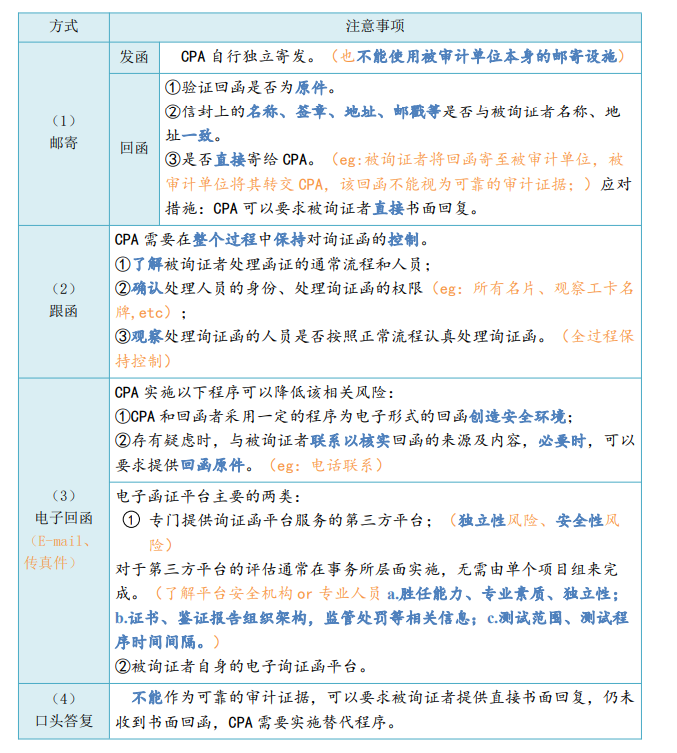 方式
注意事项
（1）
邮寄
发函
CPA 自行独立寄发。（也不能使用被审计单位本身的邮寄设施）
回函
①验证回函是否为原件。
②信封上的名称、签章、地址、邮戳等是否与被询证者名称、地
址一致。
③是否直接寄给 CPA。（eg:被询证者将回函寄至被审计单位，被
审计单位将其转交 CPA，该回函不能视为可靠的审计证据；）应对
措施：CPA 可以要求被询证者直接书面回复。
（2）
跟函
CPA 需要在整个过程中保持对询证函的控制。
①了解被询证者处理函证的通常流程和人员；
②确认处理人员的身份、处理询证函的权限（eg：所有名片、观察工卡名
牌,etc）；
③观察处理询证函的人员是否按照正常流程认真处理询证函。（全过程保
持控制）
（3）
电子回函
（E-mail、
传真件）
CPA 实施以下程序可以降低该相关风险：
①CPA 和回函者采用一定的程序为电子形式的回函创造安全环境；
②存有疑虑时，与被询证者联系以核实回函的来源及内容，必要时，可以
要求提供回函原件。（eg：电话联系）
电子函证平台主要的两类：
① 专门提供询证函平台服务的第三方平台；（独立性风险、安全性风
险）
对于第三方平台的评估通常在事务所层面实施，无需由单个项目组来完
成。（了解平台安全机构 or 专业人员 a.胜任能力、专业素质、独立性；
b.证书、鉴证报告组织架构，监管处罚等相关信息；c.测试范围、测试程
序时间间隔。）
②被询证者自身的电子询证函平台。
（4）
口头答复
不能作为可靠的审计证据，可以要求被询证者提供直接书面回复，仍未
收到书面回函，CPA 需要实施替代程序。